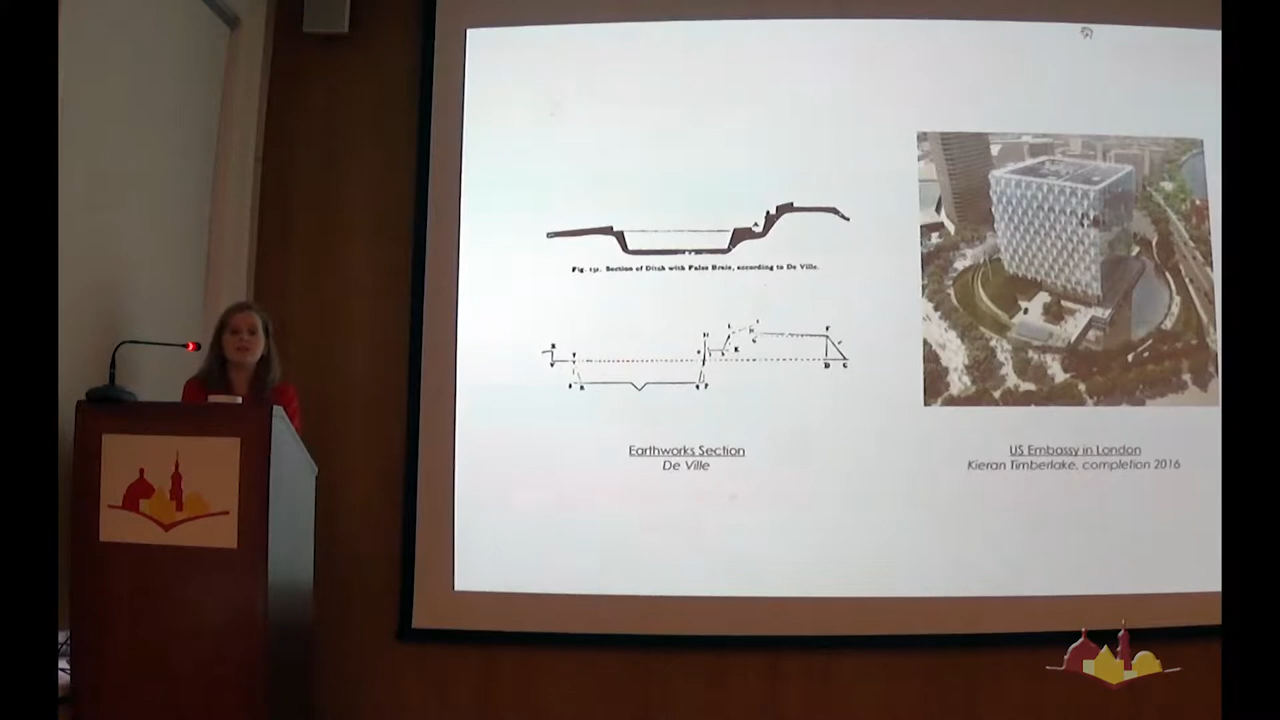 Fig. 131. Section of Ditch with False Braie, according to De Ville.
Earthworks Section
De Ville
US Embassy in London
Kieran Timberlake, completion 2016